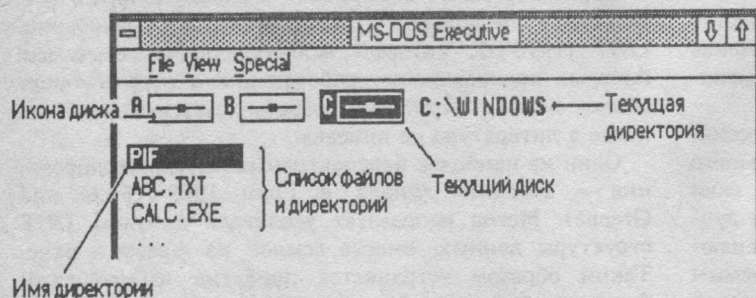 MS-DOS Executive
File View Special
Икона диска
A B C C:\WINDOWS
Текущая
директория
PIF
ABC.TXT
CALC.EXE
...
Список файлов
и директорий
Текущий диск
Имя директории